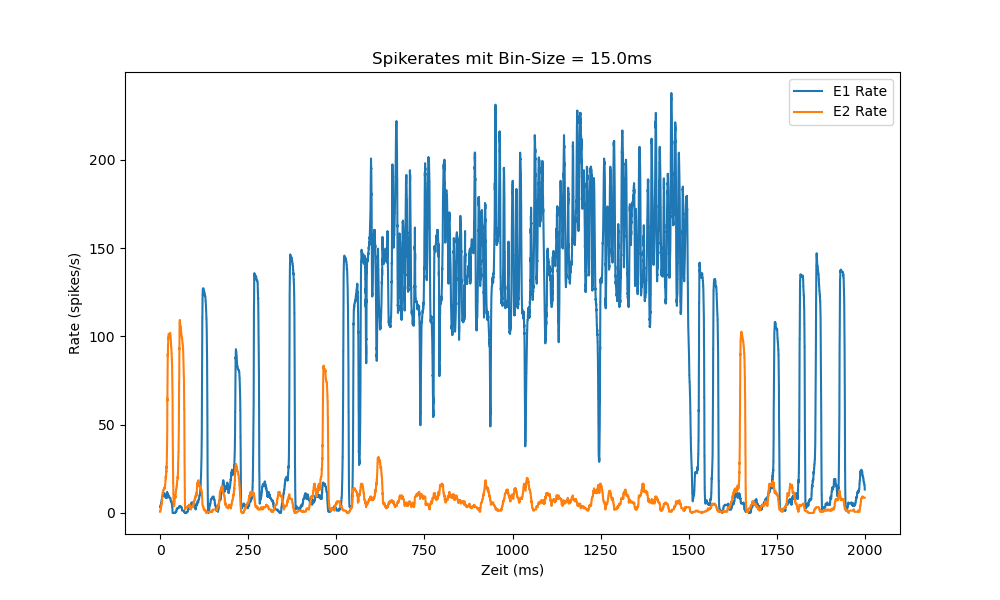 Spikerates mit Bin-Size = 15.0ms
E1 Rate
E2 Rate
Rate (spikes/s)
200
150
100
50
0
0 250 500 750 1000 1250 1500 1750 2000
Zeit (ms)